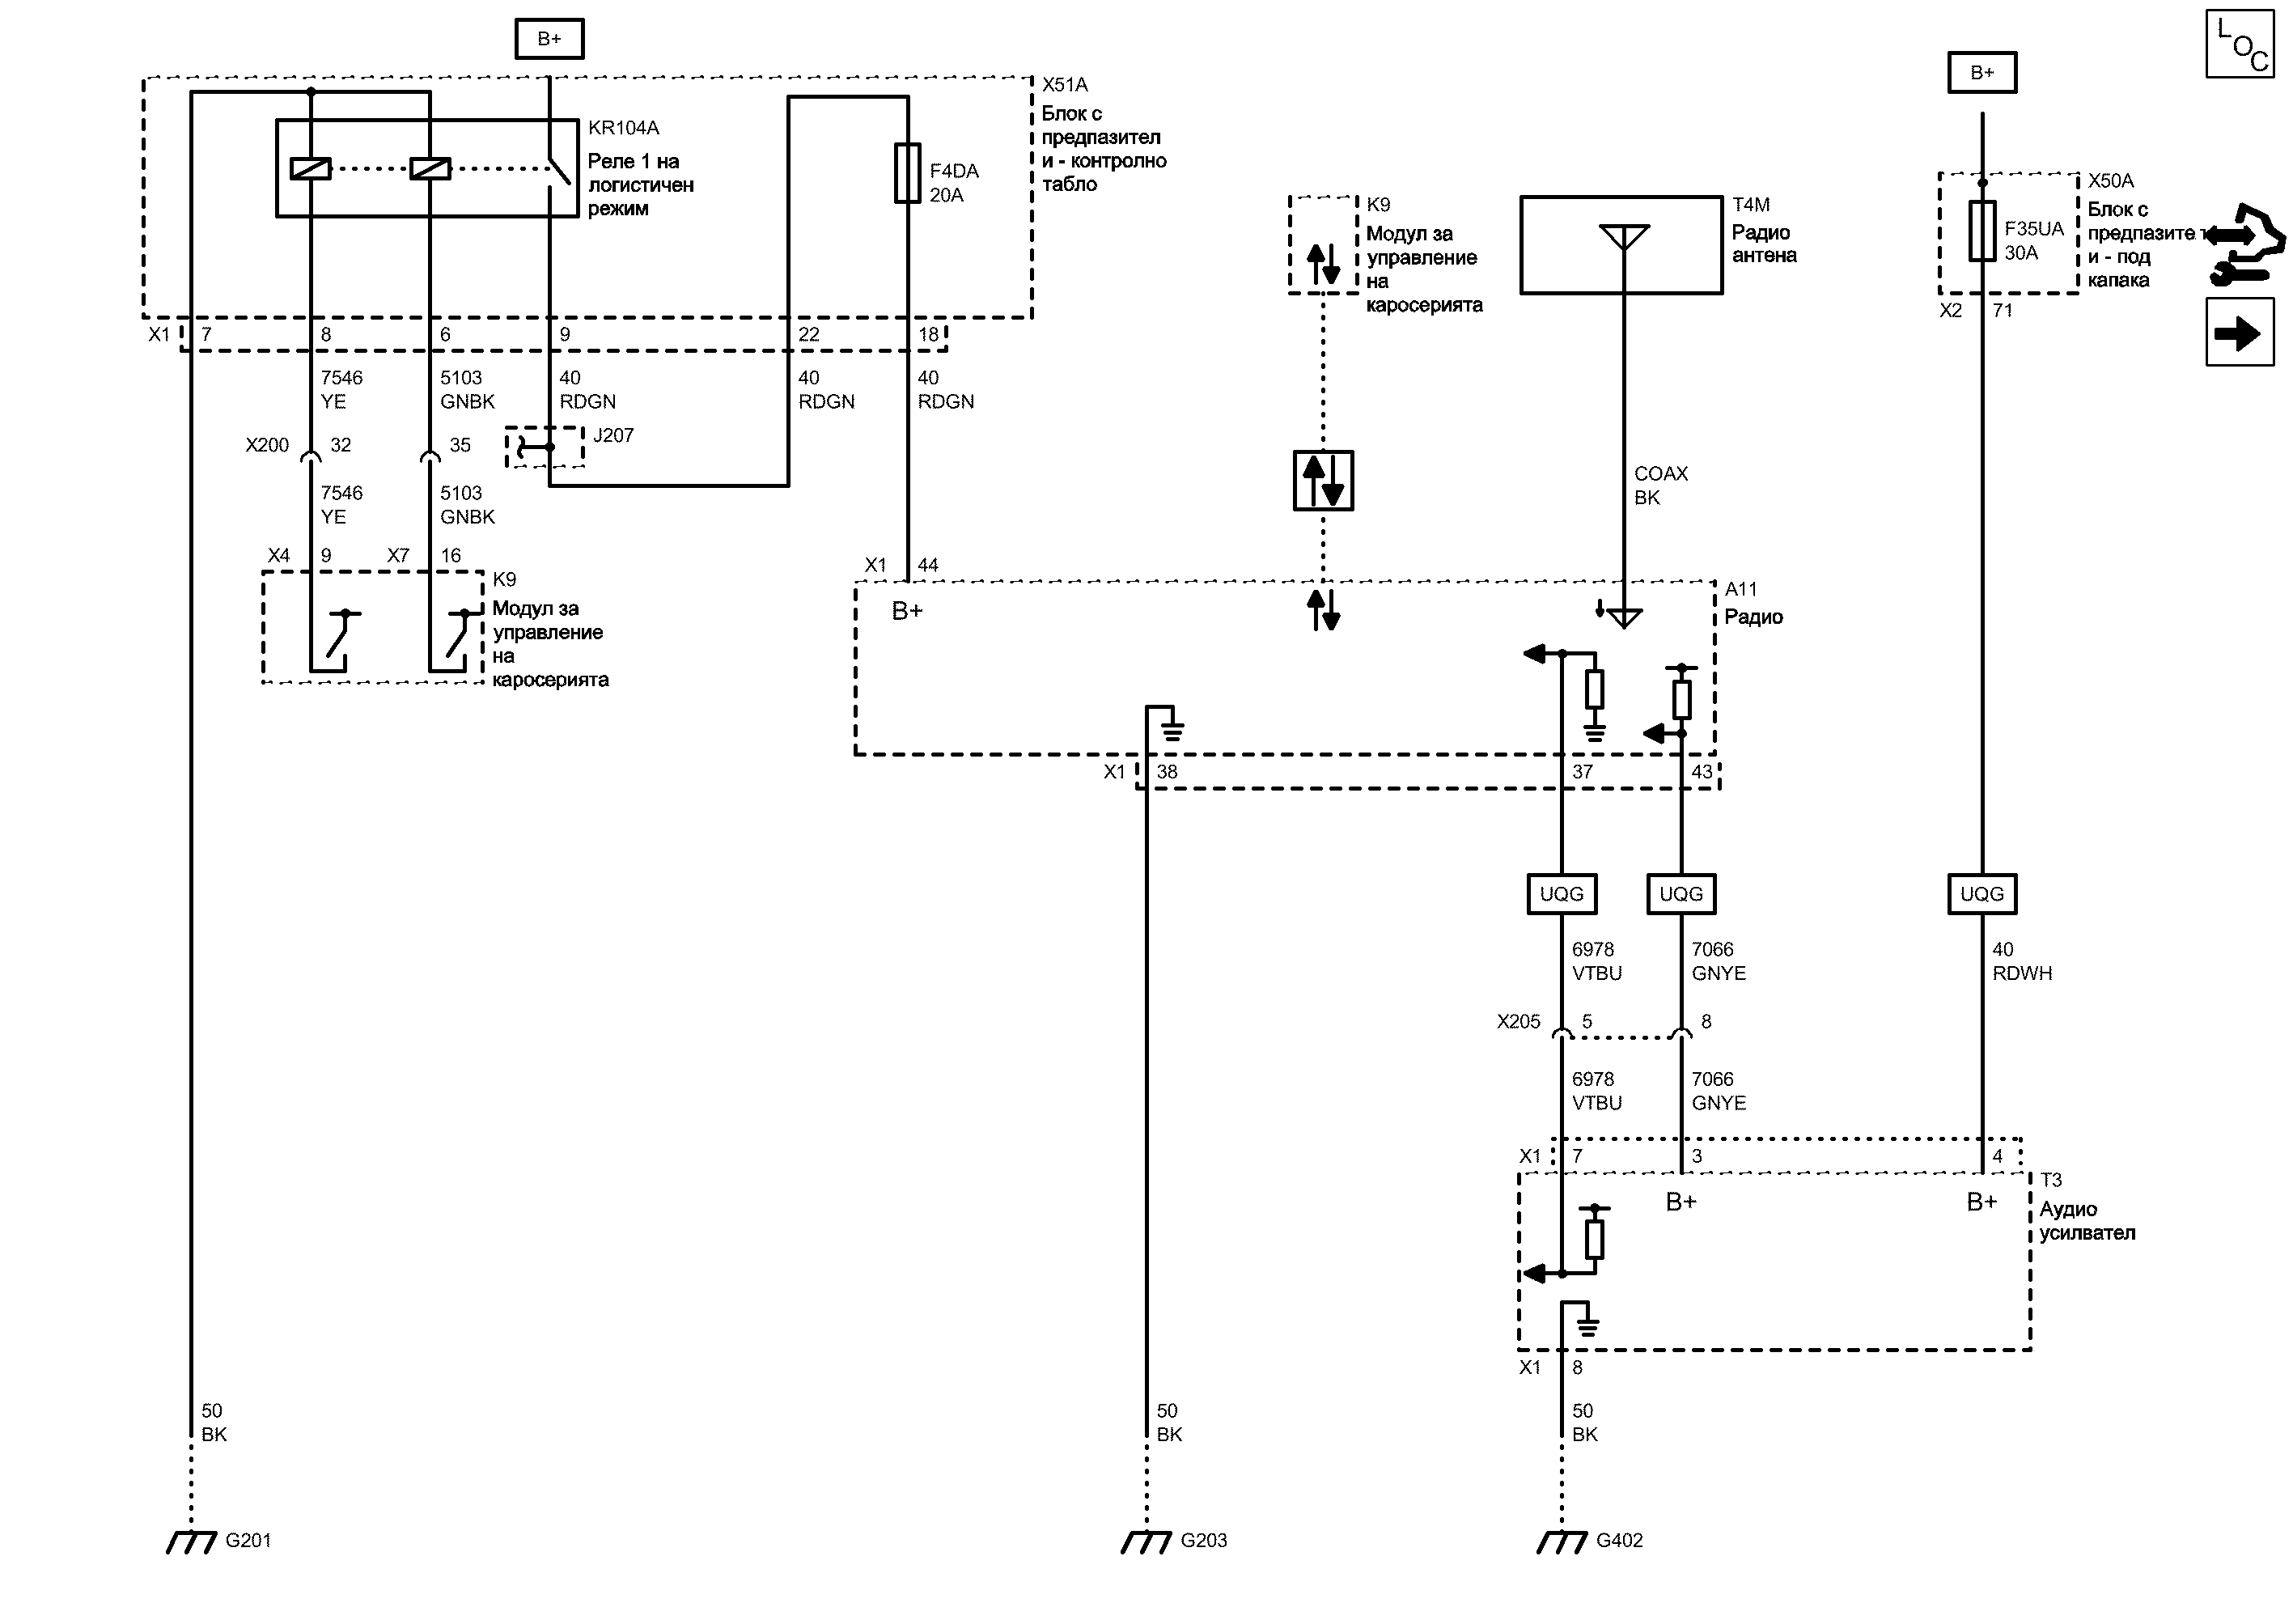 B+
LOC
X51A
Блок с
предпазител
и - контролно
табло
B+
KR104A
Реле 1 на
логистичен
режим
F4DA
20A
X50A
Блок с
предпазител
и - под
капака
F35UA
30A
K9
Модул за
управление
на
каросерията
T4M
Радио
антена
X2 71
X1 7 8 6 9 22 18
7546
YE
5103
GNBK
40
RDGN
40
RDGN
40
RDGN
J207
X200 32 35
7546
YE
5103
GNBK
COAX
BK
X4 9 X7 16
K9
Модул за
управление
на
каросерията
X1 44
B+
A11
Радио
X1 38 37 43
UQG UQG UQG
6978
VTBU
7066
GNYE
40
RDWH
X205 5 8
6978
VTBU
7066
GNYE
X1 7 3 4
B+ B+
T3
Аудио
усилвател
X1 8
50
BK
50
BK
50
BK
G201 G203 G402